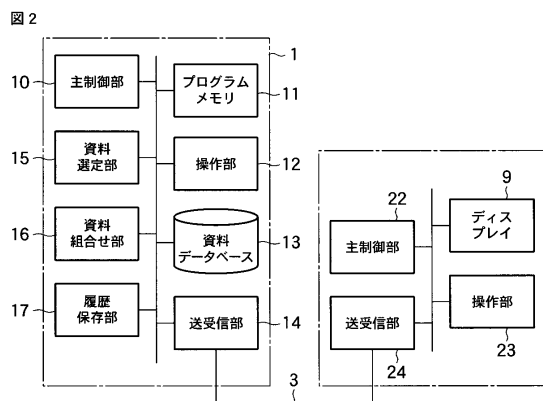 図2
1
10
主制御部
プログラム
メモリ
11
15
資料
選定部
操作部
12
16
資料
組合せ部
資料
データベース
13
17
履歴
保存部
送受信部
14
3
22
主制御部
9
ディス
プレイ
送受信部
24
操作部
23